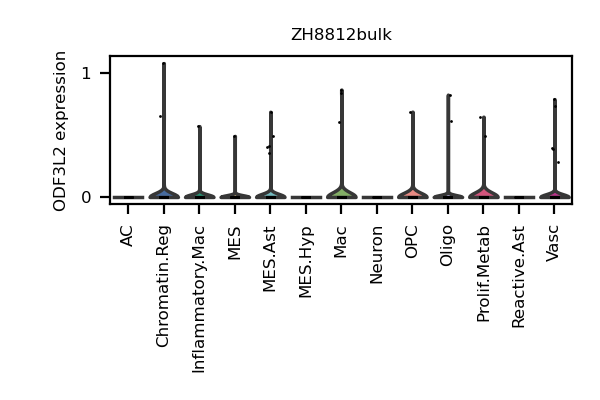 ZH8812bulk
ODF3L2 expression
1
0
AC
Chromatin.Reg
Inflammatory.Mac
MES
MES.Ast
MES.Hyp
Mac
Neuron
OPC
Oligo
Prolif.Metab
Reactive.Ast
Vasc